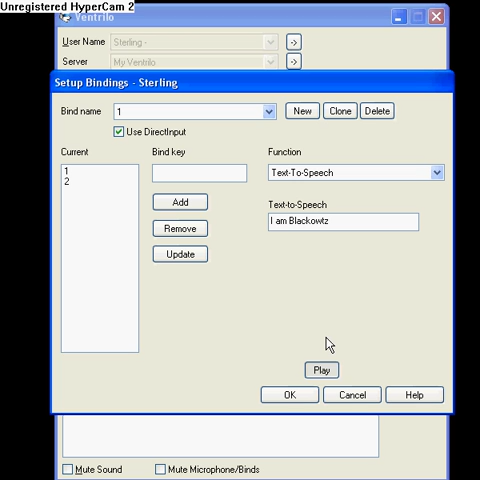 Unregistered HyperCam 2
Ventrilo
User Name
Sterling -
->
Server
My Ventrilo
->
Setup Bindings - Sterling
Bind name
1
New
Clone
Delete
Use DirectInput
Current
Bind key
Function
1
2
Text-To-Speech
Add
Text-to-Speech
I am Blackowtz
Remove
Update
Play
OK
Cancel
Help
Mute Sound
Mute Microphone/Binds